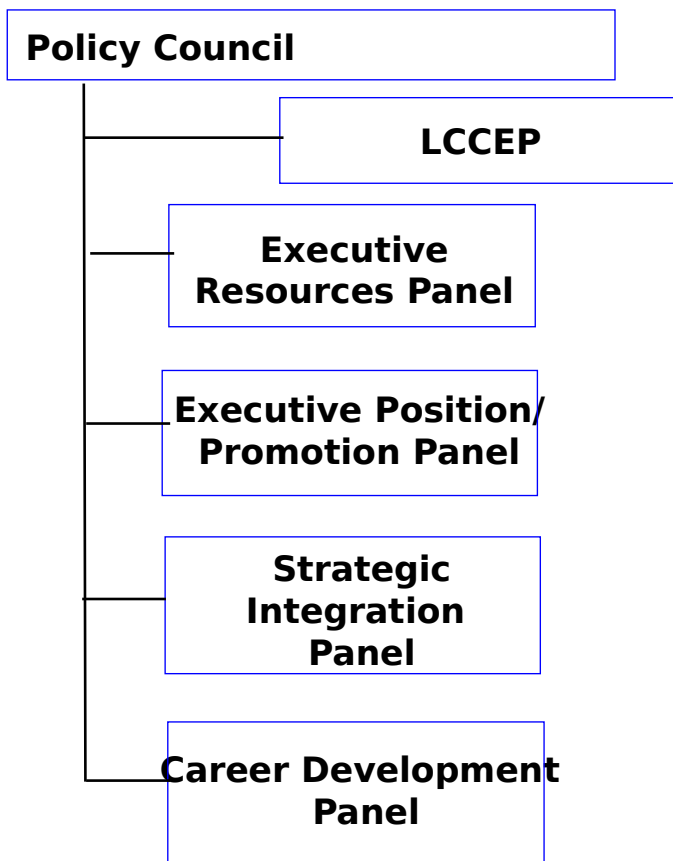 Policy Council
LCCEP
Executive
Resources Panel
Executive Position/
Promotion Panel
Strategic
Integration
Panel
Career Development
Panel